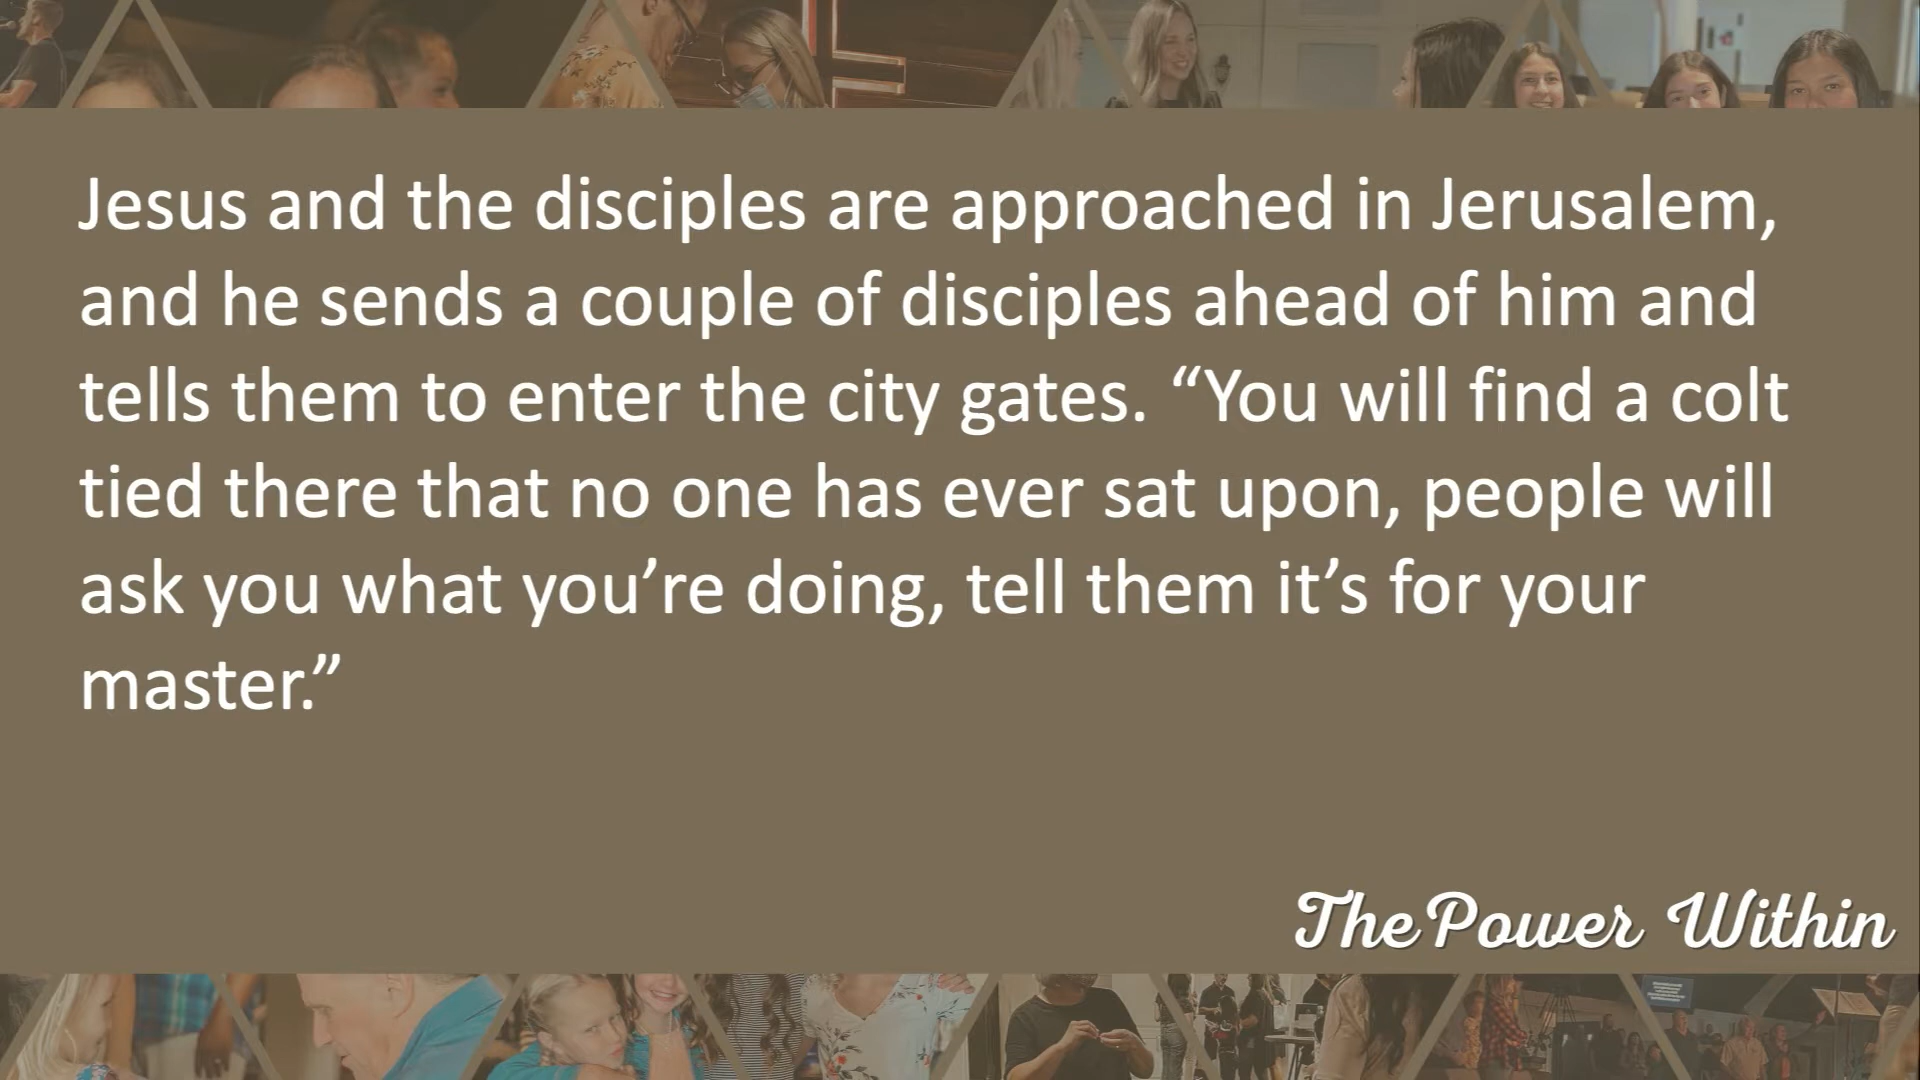 Jesus and the disciples are approached in Jerusalem,
and he sends a couple of disciples ahead of him and
tells them to enter the city gates. “You will find a colt
tied there that no one has ever sat upon, people will
ask you what you’re doing, tell them it’s for your
master.”
The Power Within